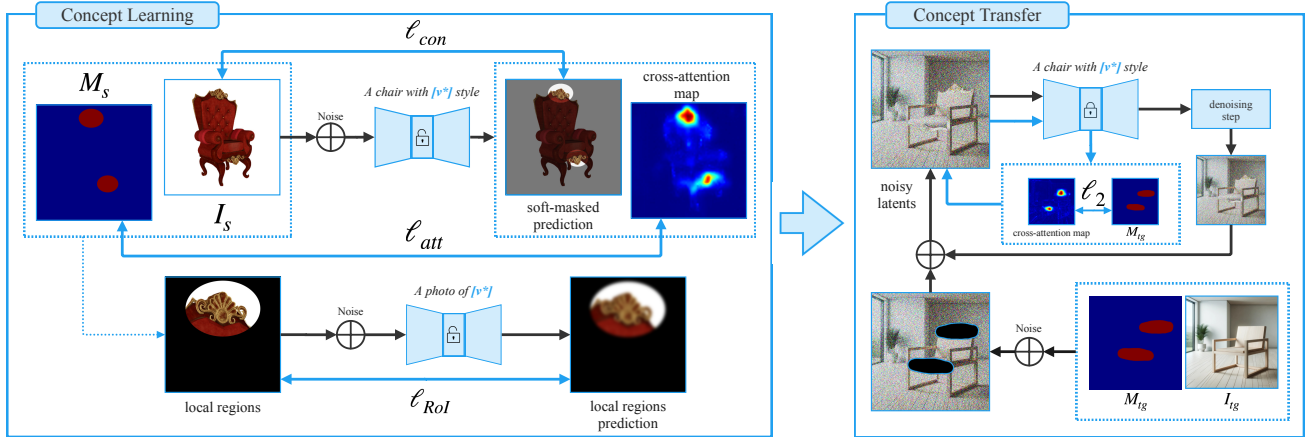 Concept Learning
ℓcon
Ms
Is
Noise
A chair with [v*] style
cross-attention
map
soft-masked
prediction
ℓatt
A photo of [v*]
Noise
local regions
ℓRoI
local regions
prediction
Concept Transfer
A chair with [v*] style
denoising
step
noisy
latents
ℓ2
cross-attention map
Mtg
Noise
Mtg
Itg